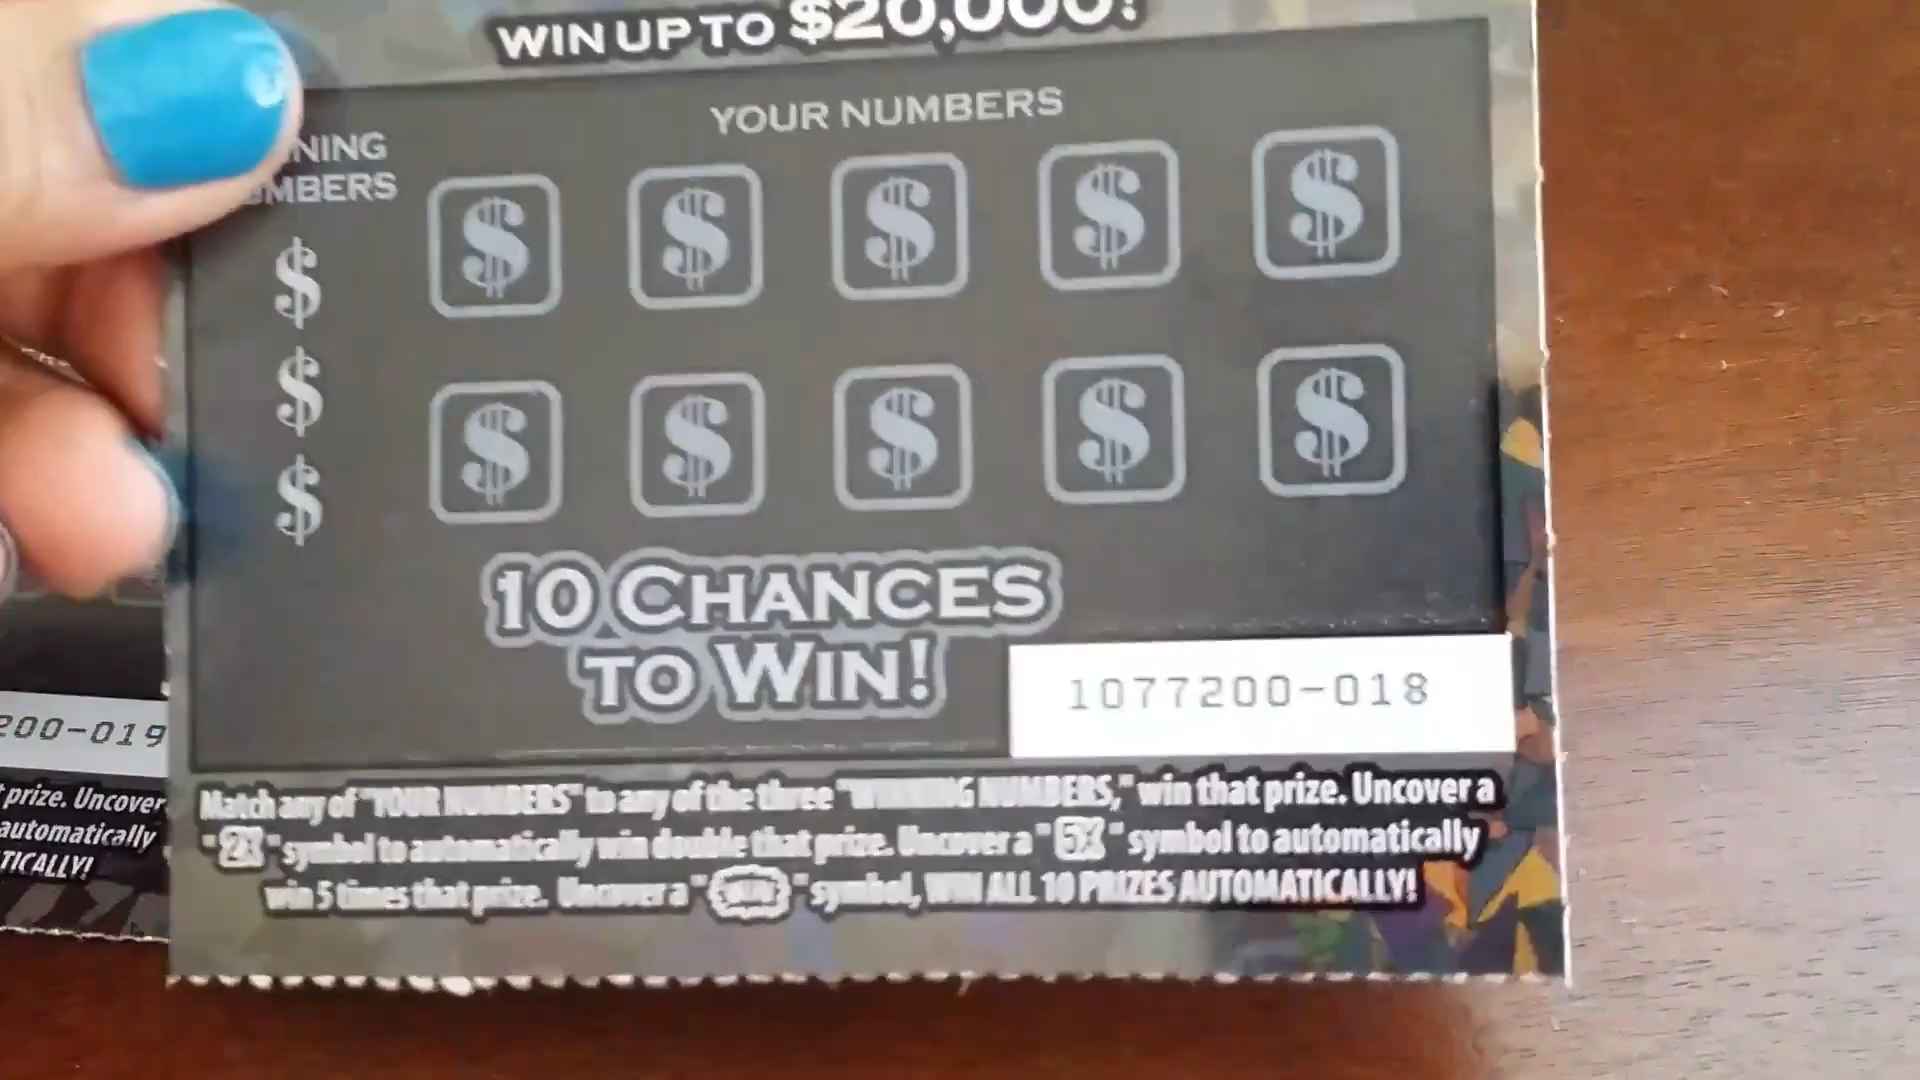 WIN UP TO $20,000!
YOUR NUMBERS
NING
UMBERS
$ $ $ $ $
$
$
$ $ $ $ $
$
10 CHANCES
TO WIN!
1077200-018
200-019
Match any of "YOUR NUMBERS" to any of the three "WINNING NUMBERS," win that prize. Uncover a
"2X" symbol to automatically win double that prize. Uncover a "5X" symbol to automatically
win 5 times that prize. Uncover a "WIN" symbol, WIN ALL 10 PRIZES AUTOMATICALLY!
prize. Uncover
automatically
TICALLY!